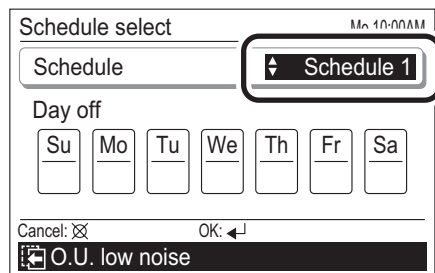 Schedule select Mo 10:00AM
Schedule Schedule 1
Day off
Su Mo Tu We Th Fr Sa
Cancel: OK:
O.U. low noise